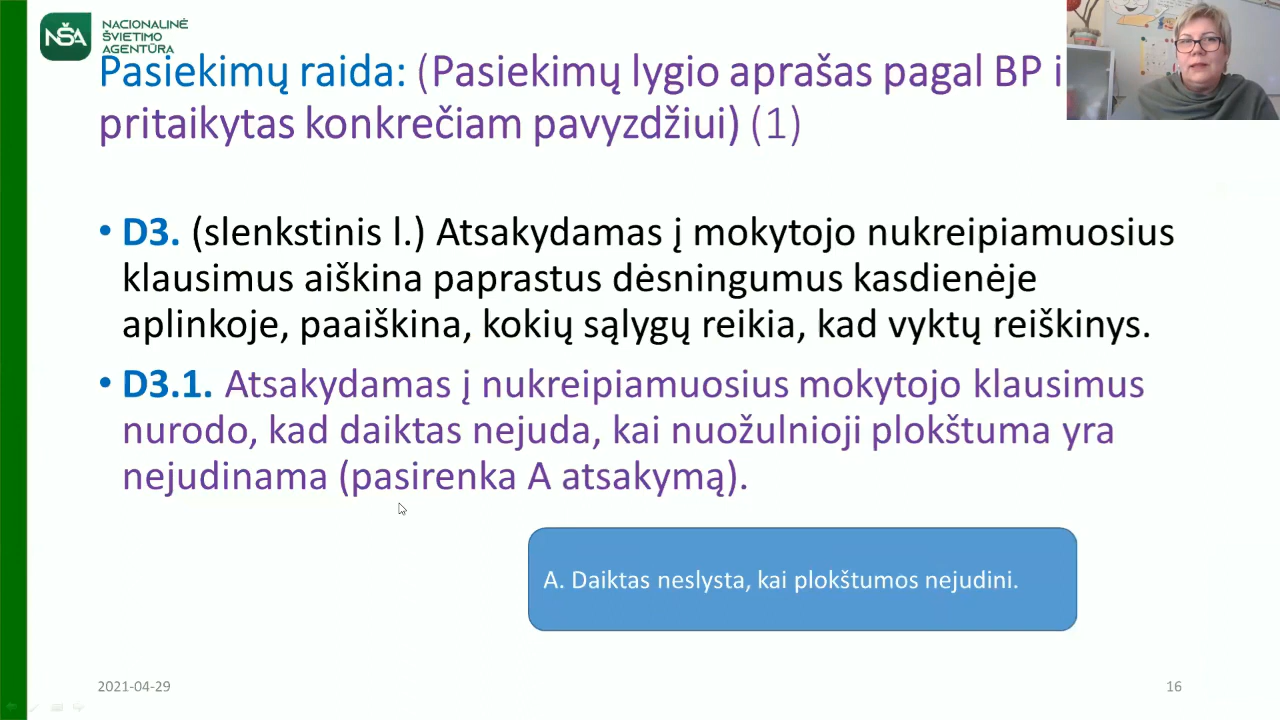 NŠA
NACIONALINĖ
ŠVIETIMO
AGENTŪRA
Pasiekimų raida: (Pasiekimų lygio aprašas pagal BP i
pritaikytas konkrečiam pavyzdžiui) (1)
• D3. (slenkstinis l.) Atsakydamas į mokytojo nukreipiamuosius
klausimus aiškina paprastus dėsningumus kasdienėje
aplinkoje, paaiškina, kokių sąlygų reikia, kad vyktų reiškinys.
• D3.1. Atsakydamas į nukreipiamuosius mokytojo klausimus
nurodo, kad daiktas nejuda, kai nuožulnioji plokštuma yra
nejudinama (pasirenka A atsakymą).
A. Daiktas neslysta, kai plokštumos nejudini.
2021-04-29
16